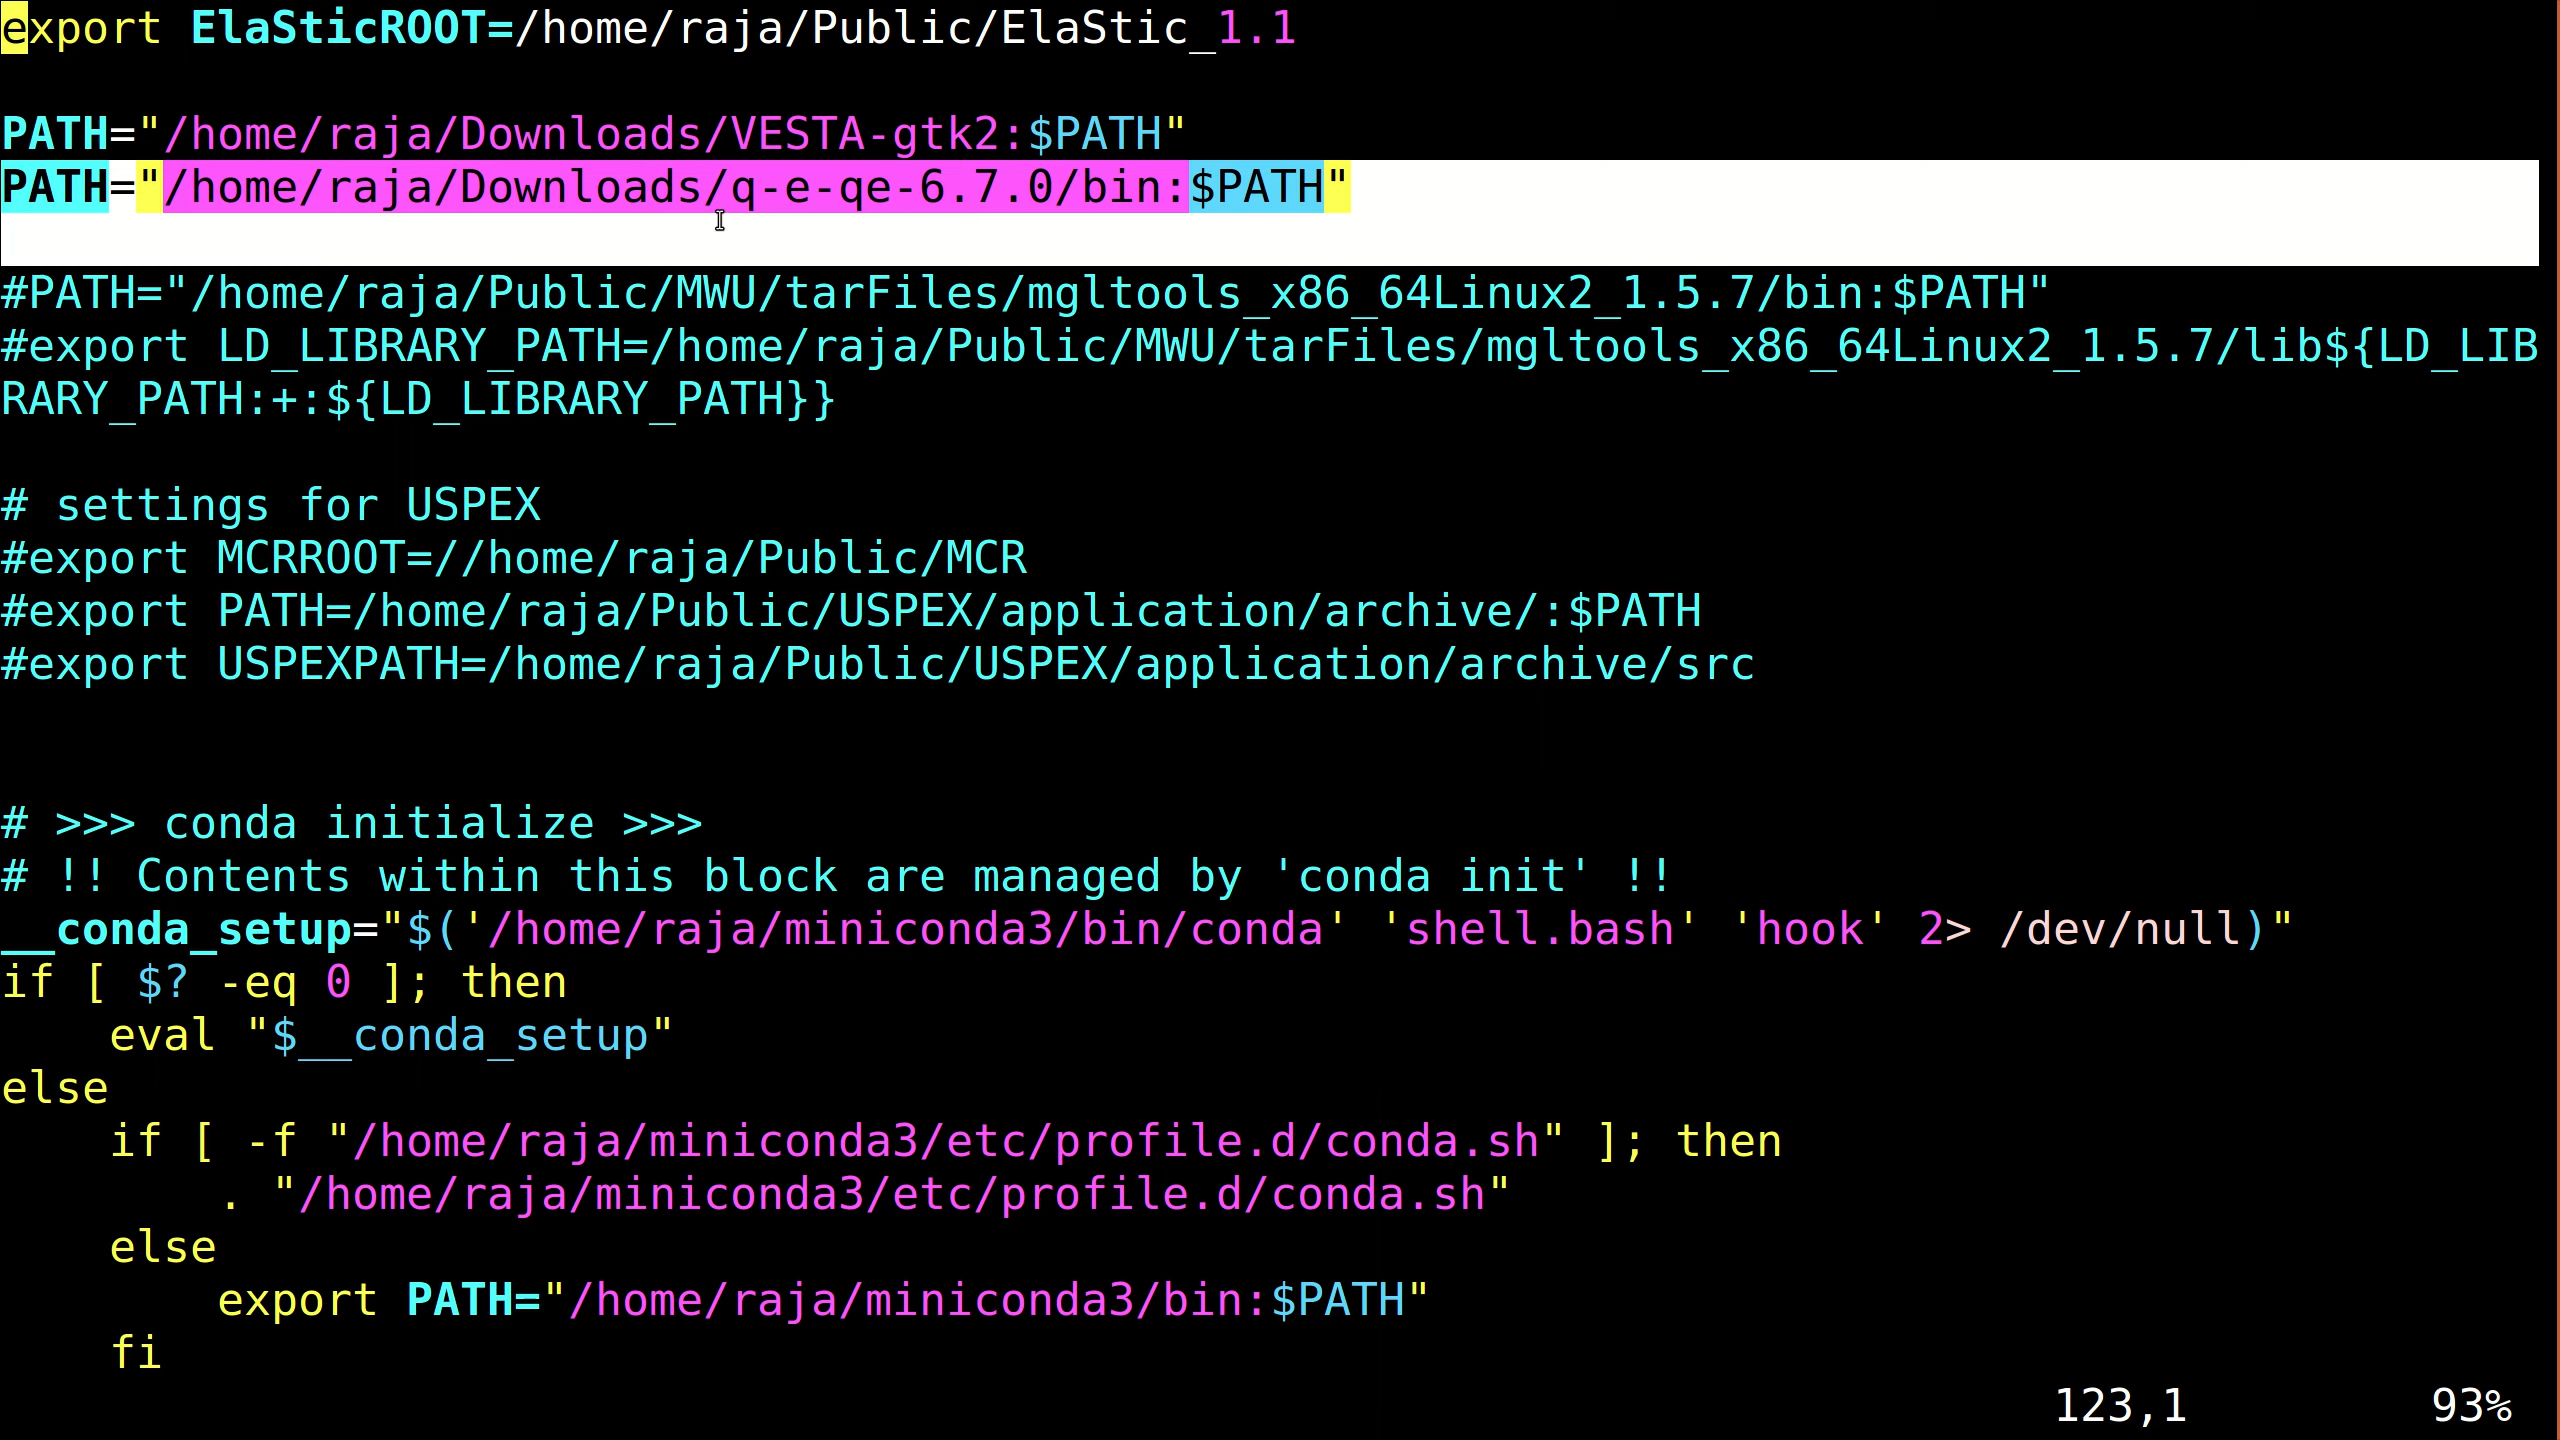 export ElaSticROOT=/home/raja/Public/ElaStic_1.1
PATH="/home/raja/Downloads/VESTA-gtk2:$PATH"
PATH="/home/raja/Downloads/q-e-qe-6.7.0/bin:$PATH"
#PATH="/home/raja/Public/MWU/tarFiles/mgltools_x86_64Linux2_1.5.7/bin:$PATH"
#export LD_LIBRARY_PATH=/home/raja/Public/MWU/tarFiles/mgltools_x86_64Linux2_1.5.7/lib${LD_LIB
RARY_PATH:+:${LD_LIBRARY_PATH}}
# settings for USPEX
#export MCRROOT=//home/raja/Public/MCR
#export PATH=/home/raja/Public/USPEX/application/archive/:$PATH
#export USPEXPATH=/home/raja/Public/USPEX/application/archive/src
# >>> conda initialize >>>
# !! Contents within this block are managed by 'conda init' !!
__conda_setup="$('/home/raja/miniconda3/bin/conda' 'shell.bash' 'hook' 2> /dev/null)"
if [ $? -eq 0 ]; then
    eval "$__conda_setup"
else
    if [ -f "/home/raja/miniconda3/etc/profile.d/conda.sh" ]; then
        . "/home/raja/miniconda3/etc/profile.d/conda.sh"
    else
        export PATH="/home/raja/miniconda3/bin:$PATH"
    fi
123,1 93%